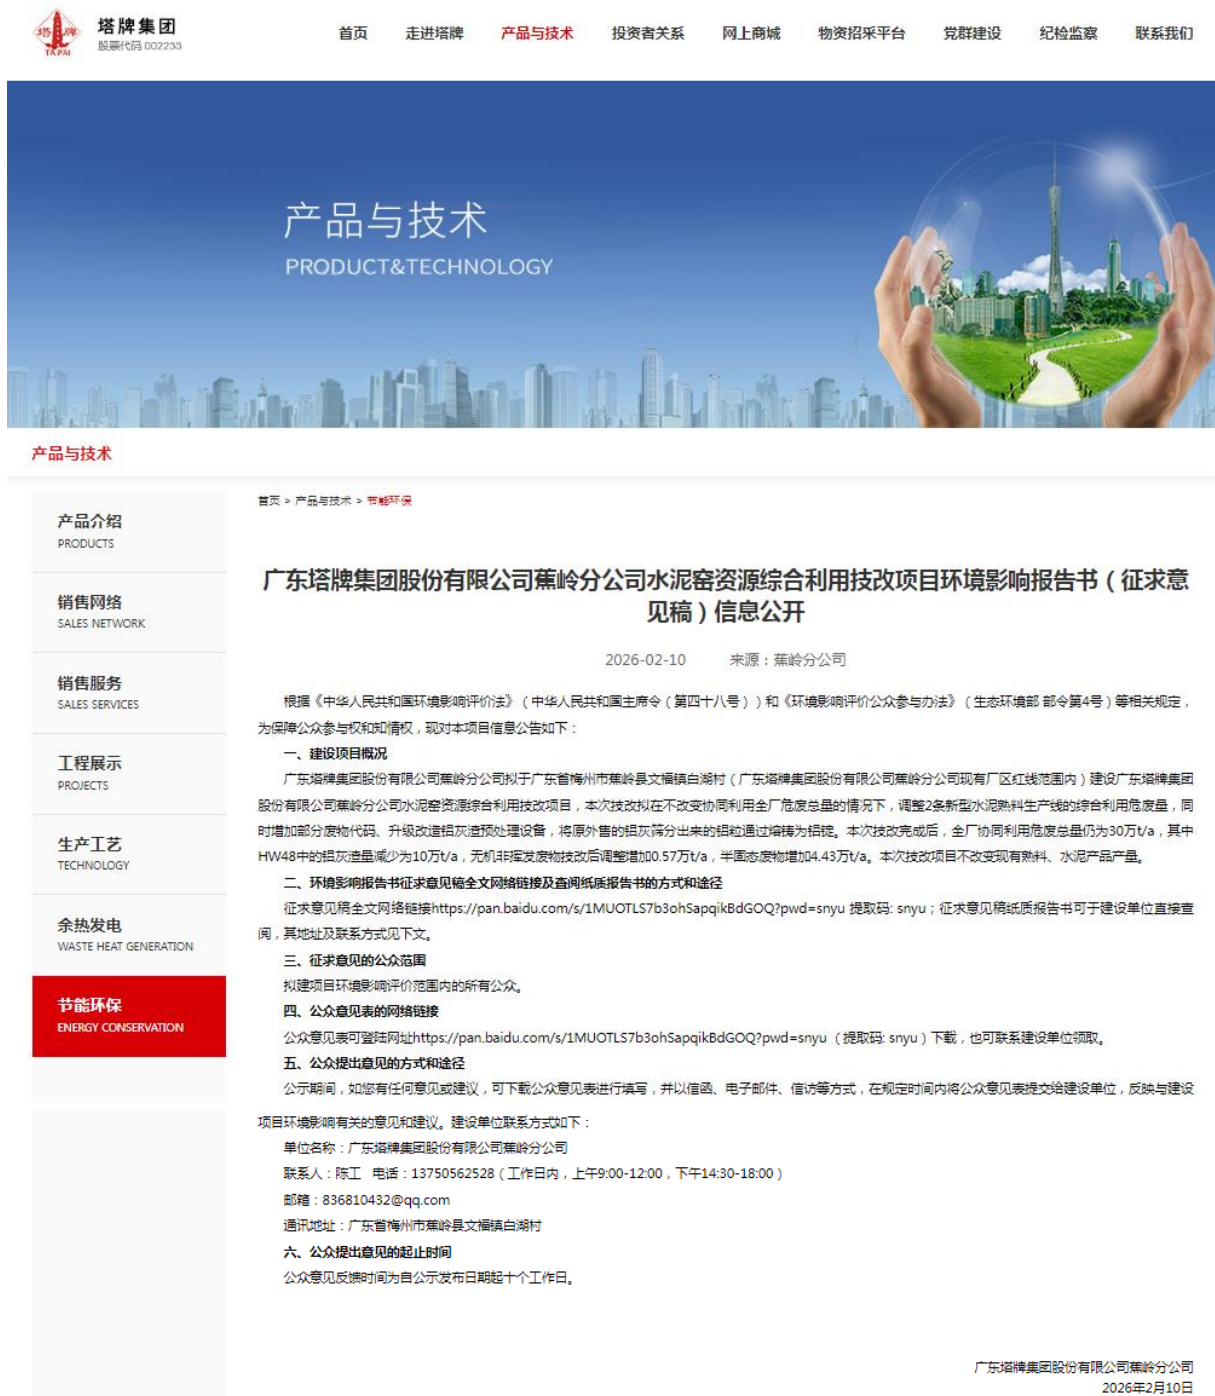 塔牌
TAPAI
塔牌集团
股票代码 002233
首页 走进塔牌 产品与技术 投资者关系 网上商城 物资招采平台 党群建设 纪检监察 联系我们
产品与技术
PRODUCT&TECHNOLOGY
产品与技术
产品介绍
PRODUCTS
销售网络
SALES NETWORK
销售服务
SALES SERVICES
工程展示
PROJECTS
生产工艺
TECHNOLOGY
余热发电
WASTE HEAT GENERATION
节能环保
ENERGY CONSERVATION
首页 > 产品与技术 > 节能环保
广东塔牌集团股份有限公司蕉岭分公司水泥窑资源综合利用技改项目环境影响报告书（征求意
见稿）信息公开
2026-02-10 来源：蕉岭分公司
根据《中华人民共和国环境影响评价法》（中华人民共和国主席令（第四十八号））和《环境影响评价公众参与办法》（生态环境部 部令第4号）等相关规定，
为保障公众参与权和知情权，现对本项目信息公告如下：
一、建设项目概况
广东塔牌集团股份有限公司蕉岭分公司拟于广东省梅州市蕉岭县文福镇白湖村（广东塔牌集团股份有限公司蕉岭分公司现有厂区红线范围内）建设广东塔牌集团
股份有限公司蕉岭分公司水泥窑资源综合利用技改项目，本次技改拟在不改变协同利用全厂危废总量的情况下，调整2条新型水泥熟料生产线的综合利用危废量，同
时增加部分废物代码、升级改造铝灰渣预处理设备，将原外售的铝灰筛分出来的铝粒通过熔铸为铝锭。本次技改完成后，全厂协同利用危废总量仍为30万t/a，其中
HW48中的铝灰渣量减少为10万t/a，无机非挥发废物技改后调整增加0.57万t/a，半固态废物增加4.43万t/a。本次技改项目不改变现有熟料、水泥产品产量。
二、环境影响报告书征求意见稿全文网络链接及查阅纸质报告书的方式和途径
征求意见稿全文网络链接https://pan.baidu.com/s/1MUOTLS7b3ohSapqikBdGOQ?pwd=snyu 提取码: snyu；征求意见稿纸质报告书可于建设单位直接查
阅，其地址及联系方式见下文。
三、征求意见的公众范围
拟建项目环境影响评价范围内的所有公众。
四、公众意见表的网络链接
公众意见表可登陆网址https://pan.baidu.com/s/1MUOTLS7b3ohSapqikBdGOQ?pwd=snyu （提取码: snyu）下载，也可联系建设单位领取。
五、公众提出意见的方式和途径
公示期间，如您有任何意见或建议，可下载公众意见表进行填写，并以信函、电子邮件、信访等方式，在规定时间内将公众意见表提交给建设单位，反映与建设
项目环境影响有关的意见和建议。建设单位联系方式如下：
单位名称：广东塔牌集团股份有限公司蕉岭分公司
联系人：陈工 电话：13750562528（工作日内，上午9:00-12:00，下午14:30-18:00）
邮箱：836810432@qq.com
通讯地址：广东省梅州市蕉岭县文福镇白湖村
六、公众提出意见的起止时间
公众意见反馈时间为自公示发布日期起十个工作日。
广东塔牌集团股份有限公司蕉岭分公司
2026年2月10日